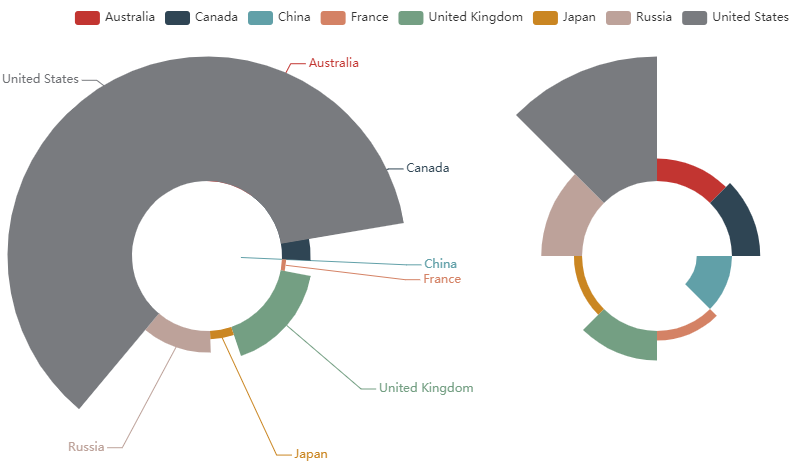 Australia Canada China France United Kingdom Japan Russia United States
Australia
United States
Canada
China
France
United Kingdom
Russia
Japan